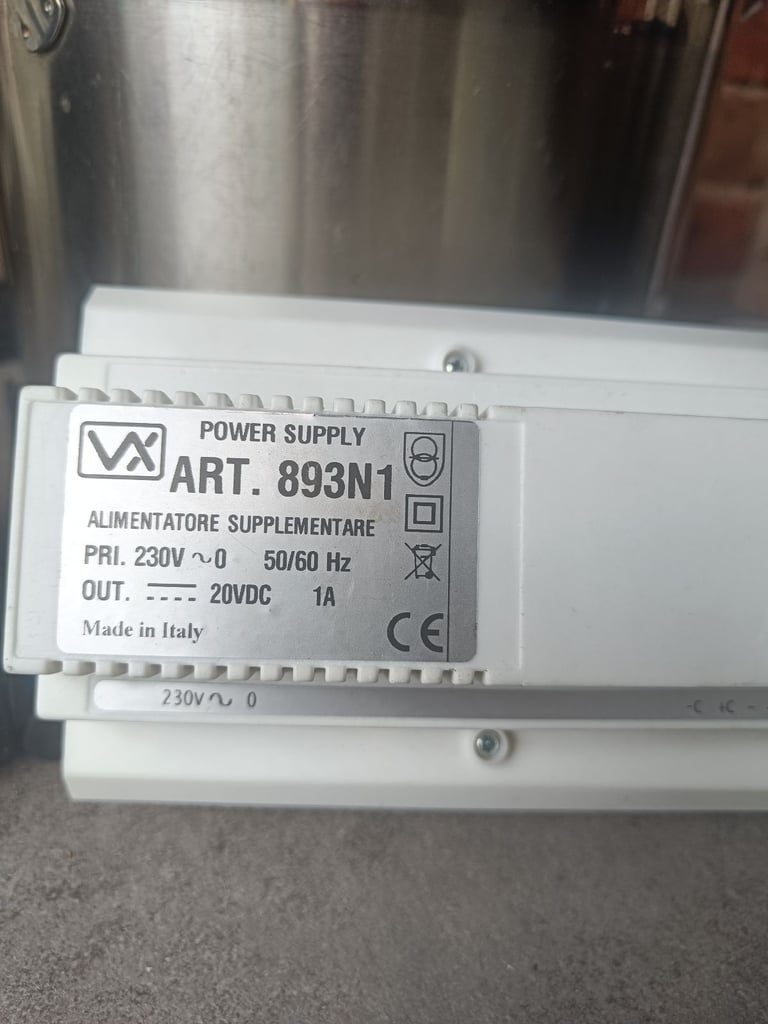 VX
POWER SUPPLY
ART. 893N1
ALIMENTATORE SUPPLEMENTARE
PRI. 230V ~0 50/60 Hz
OUT. 20VDC 1A
Made in Italy
CE
230V ~ 0
-C +C -